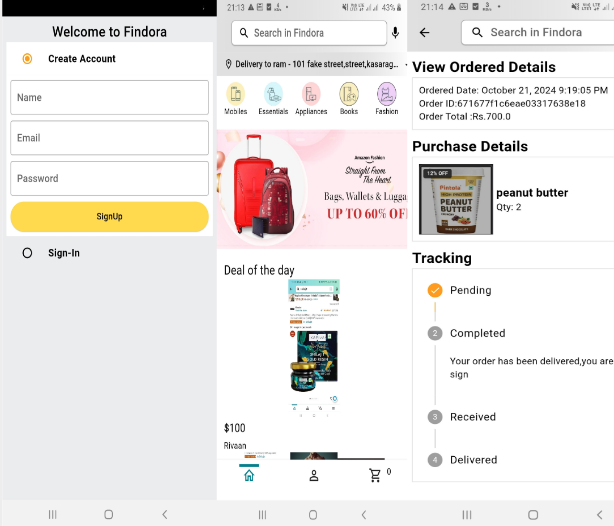 Welcome to Findora
Create Account
Name
Email
Password
SignUp
Sign-In
21:13
43%
Search in Findora
Delivery to ram - 101 fake street,street,kasarag...
Mobiles
Essentials
Appliances
Books
Fashion
Amazon Fashion
Straight From
The Heart
Bags, Wallets & Lugga
UP TO 60% OF
Deal of the day
$100
Rivaan
0
21:14
Search in Findora
View Ordered Details
Ordered Date: October 21, 2024 9:19:05 PM
Order ID:671677f1c6eae03317638e18
Order Total :Rs.700.0
Purchase Details
12% OFF
Pintola
HIGH PROTEIN
PEANUT
BUTTER
peanut butter
Qty: 2
Tracking
Pending
2
Completed
Your order has been delivered,you are
sign
3
Received
4
Delivered